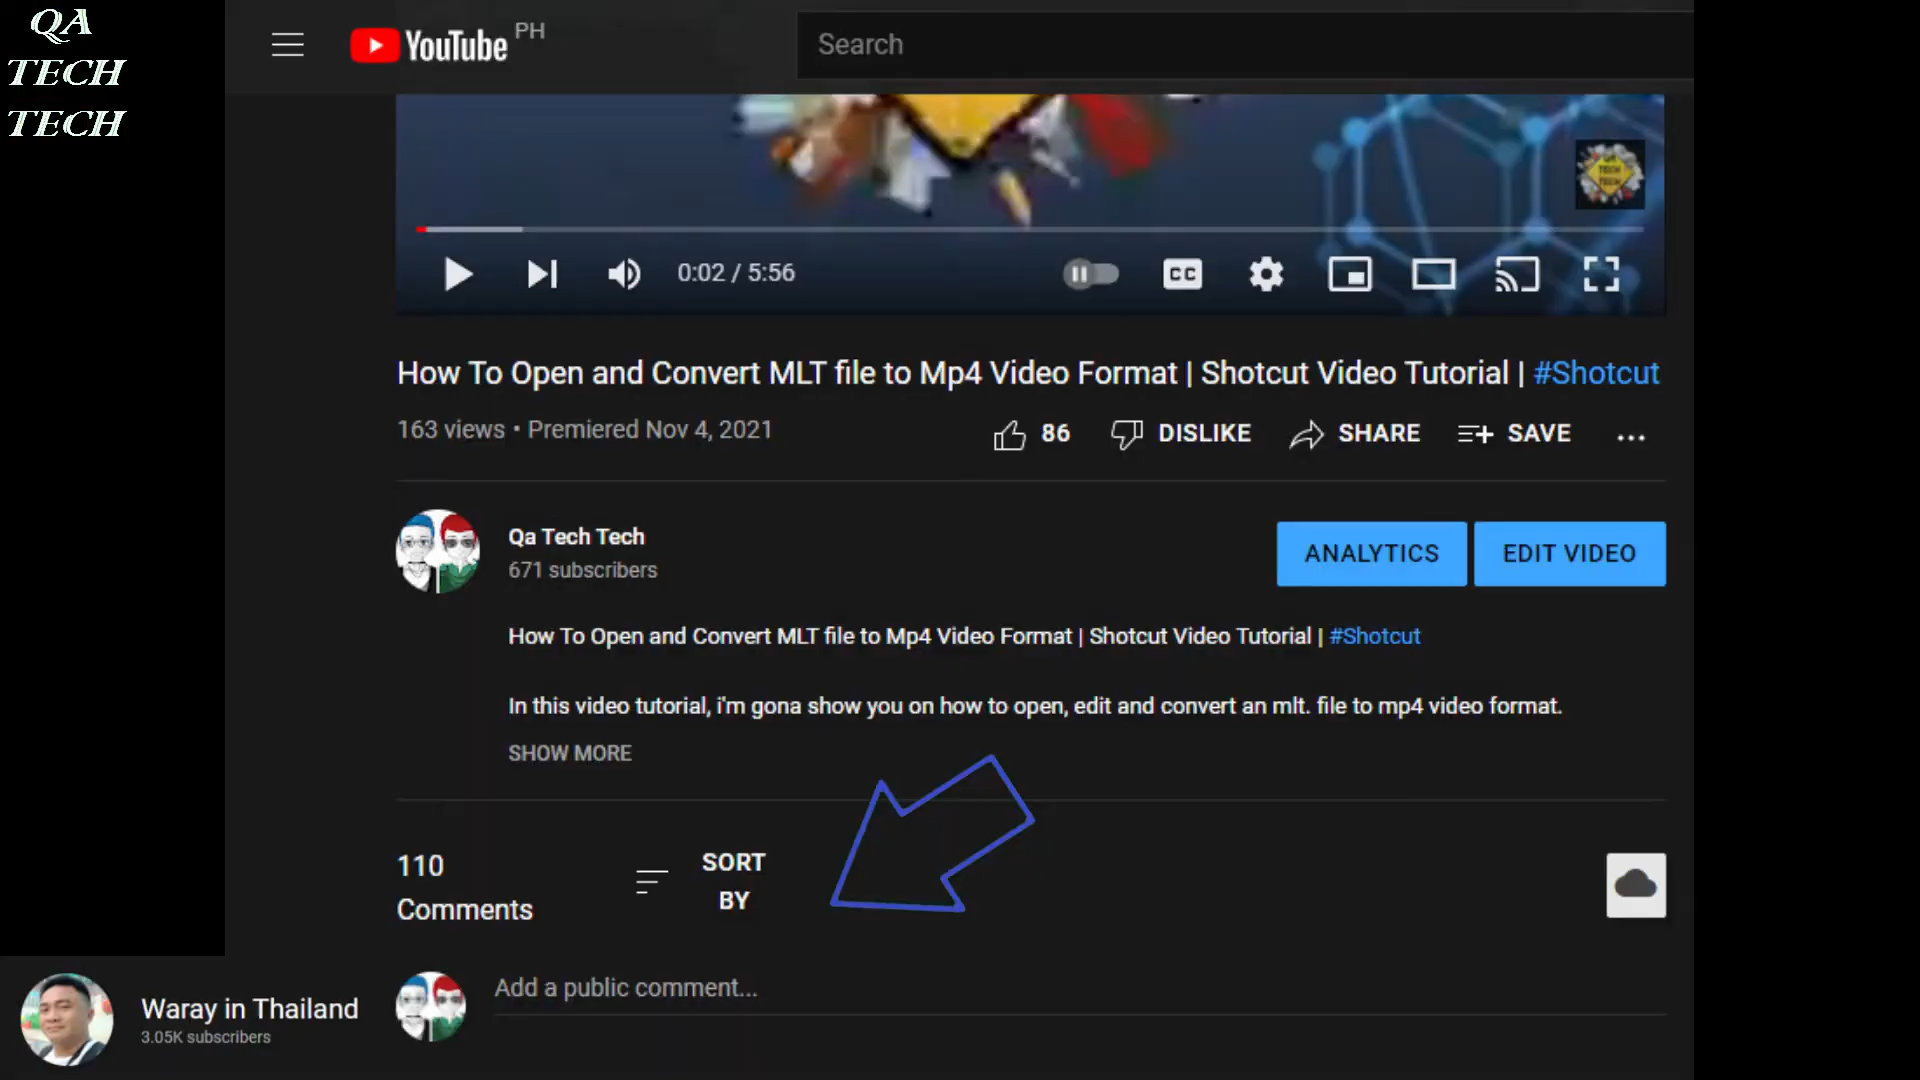 QA
TECH
TECH
YouTube PH
Search
QA
TECH
TECH
0:02 / 5:56
CC
How To Open and Convert MLT file to Mp4 Video Format | Shotcut Video Tutorial | #Shotcut
163 views • Premiered Nov 4, 2021
86
DISLIKE
SHARE
SAVE
Qa Tech Tech
671 subscribers
ANALYTICS
EDIT VIDEO
How To Open and Convert MLT file to Mp4 Video Format | Shotcut Video Tutorial | #Shotcut
In this video tutorial, i'm gona show you on how to open, edit and convert an mlt. file to mp4 video format.
SHOW MORE
110
Comments
SORT
BY
Add a public comment...
Waray in Thailand
3.05K subscribers